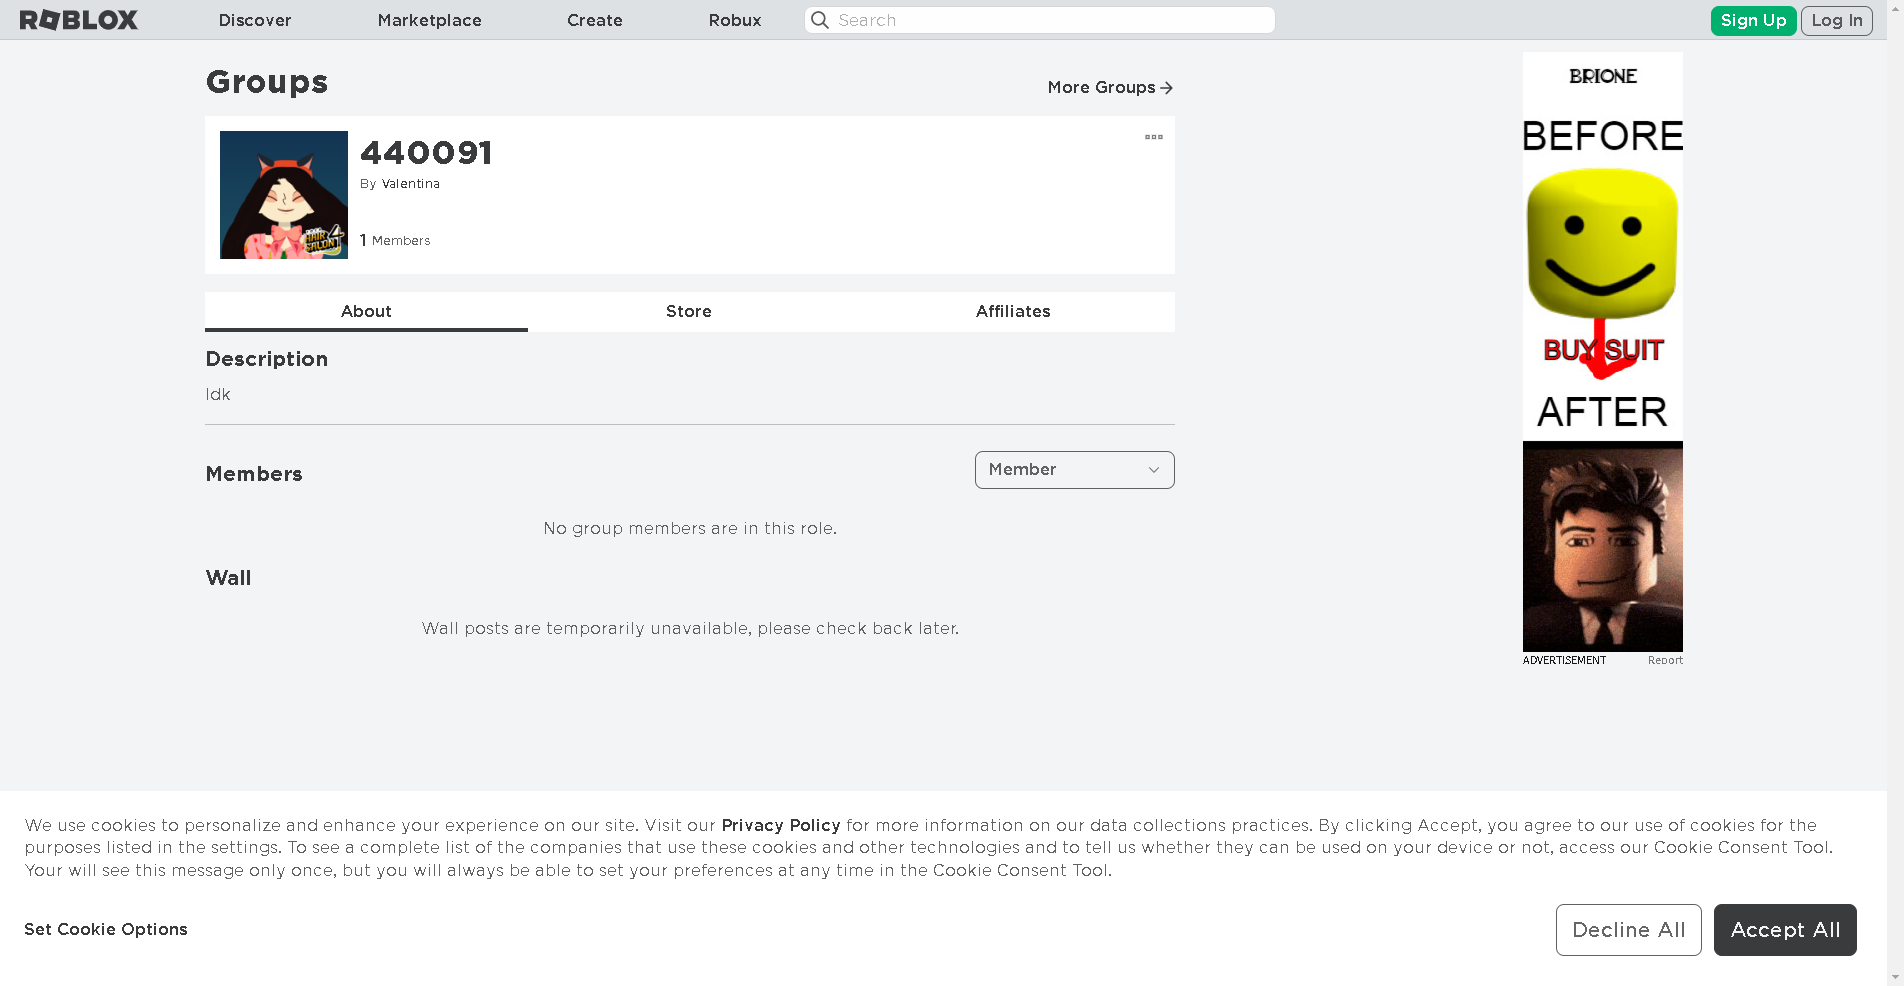 ROBLOX
Discover
Marketplace
Create
Robux
Search
Sign Up
Log In
Groups
More Groups
440091
By Valentina
1 Members
HAIR
SALON 4
About
Store
Affiliates
Description
Idk
Members
Member
No group members are in this role.
Wall
Wall posts are temporarily unavailable, please check back later.
BRIONE
BEFORE
BUY SUIT
AFTER
ADVERTISEMENT
Report
We use cookies to personalize and enhance your experience on our site. Visit our Privacy Policy for more information on our data collections practices. By clicking Accept, you agree to our use of cookies for the
purposes listed in the settings. To see a complete list of the companies that use these cookies and other technologies and to tell us whether they can be used on your device or not, access our Cookie Consent Tool.
Your will see this message only once, but you will always be able to set your preferences at any time in the Cookie Consent Tool.
Set Cookie Options
Decline All
Accept All